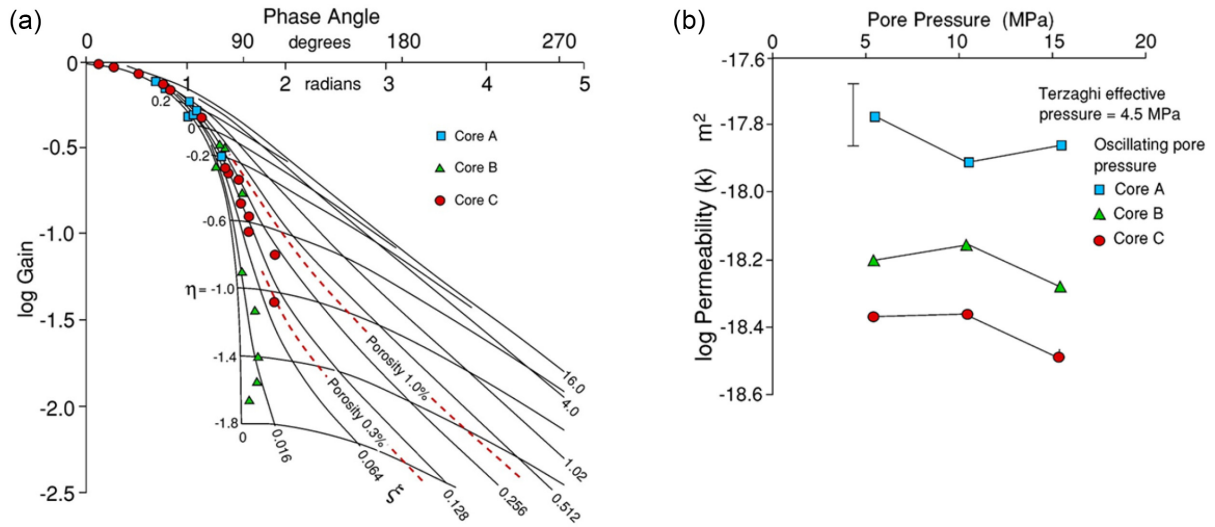 (a)
Phase Angle
0 90 degrees 180 270
0
1 2 radians 3 4 5
0.2
0
-0.2
-0.5
Core A
Core B
Core C
-0.6
-1.0
η= -1.0
log Gain
-1.5
-1.4
-1.8
-2.0
-2.5
0
0.016
0.064
ξ
0.128
0.256
0.512
1.02
4.0
16.0
Porosity 1.0%
Porosity 0.3%
(b)
Pore Pressure (MPa)
0 5 10 15 20
-17.6
-17.8
-18.0
-18.2
-18.4
-18.6
log Permeability (k) m²
Terzaghi effective
pressure = 4.5 MPa
Oscillating pore
pressure
Core A
Core B
Core C